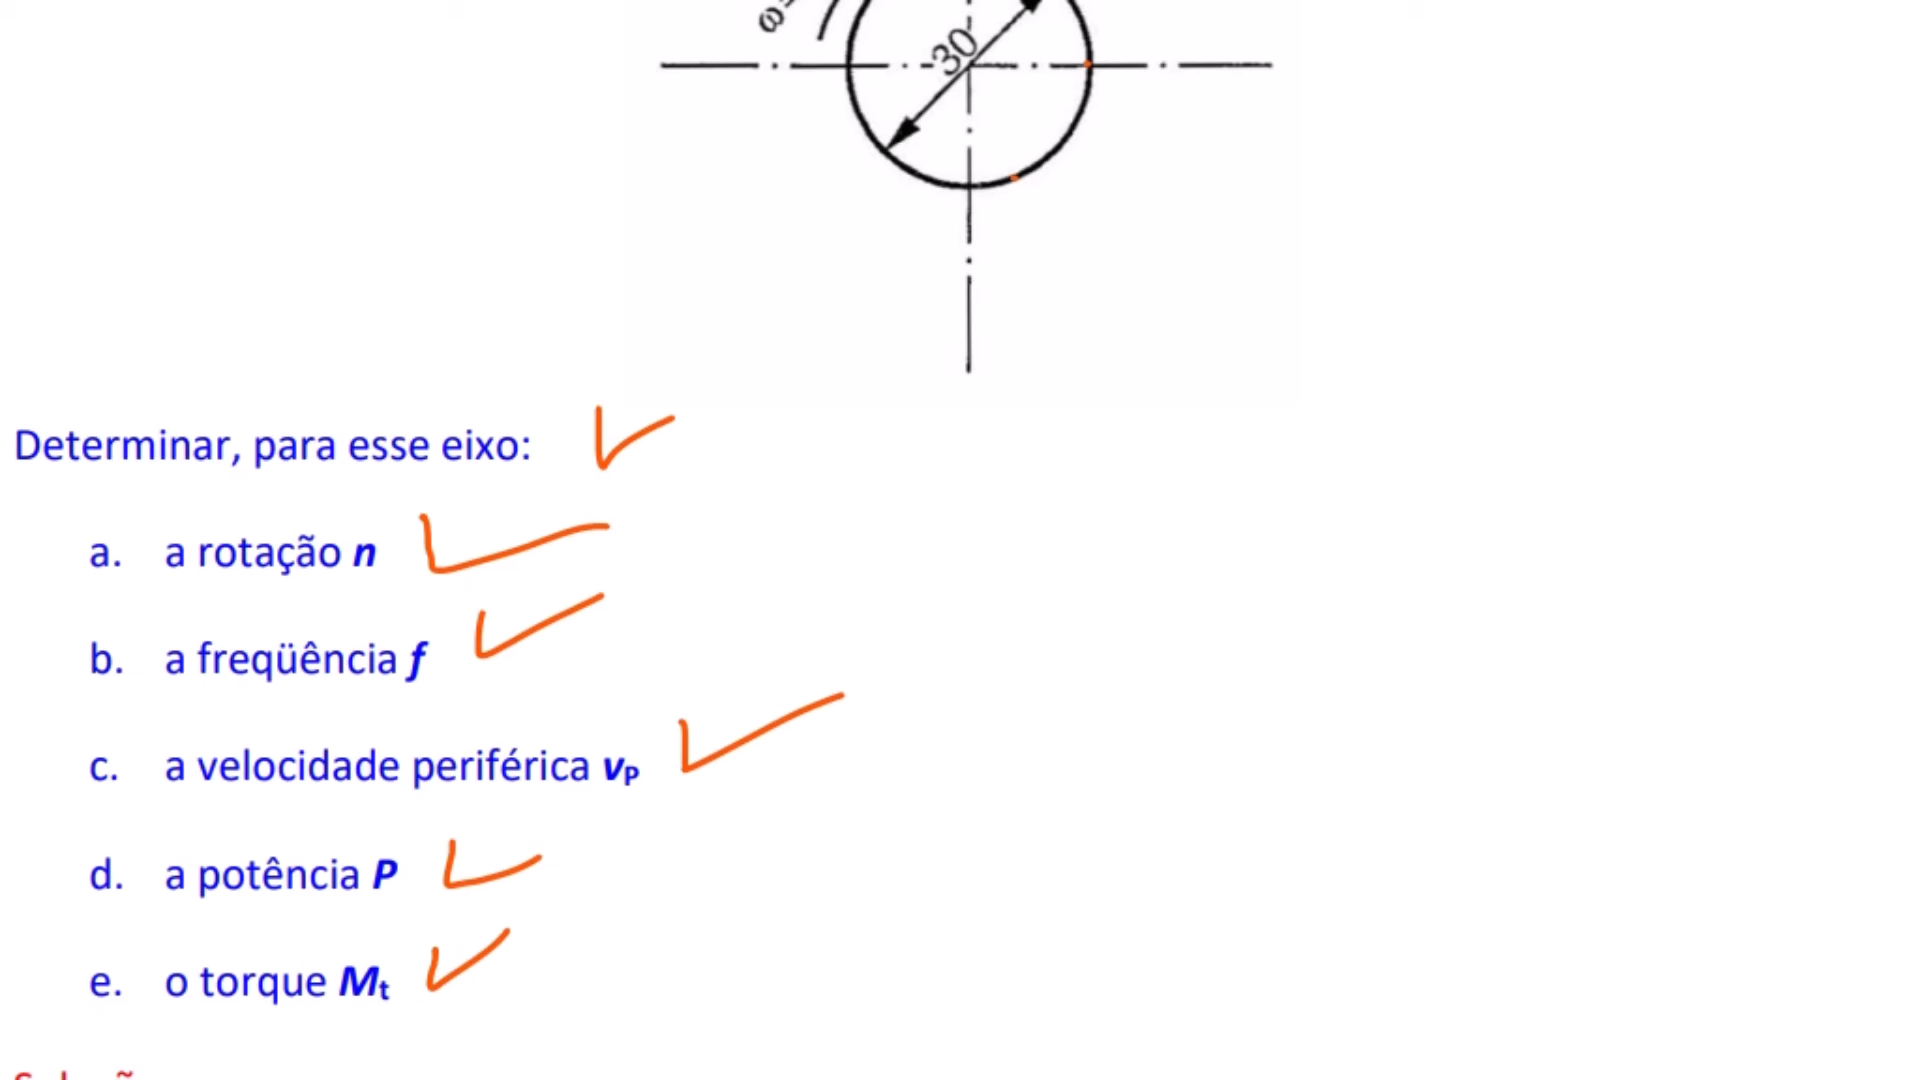 ω
30
Determinar, para esse eixo:
a. a rotação n
b. a freqüência f
c. a velocidade periférica vP
d. a potência P
e. o torque Mt